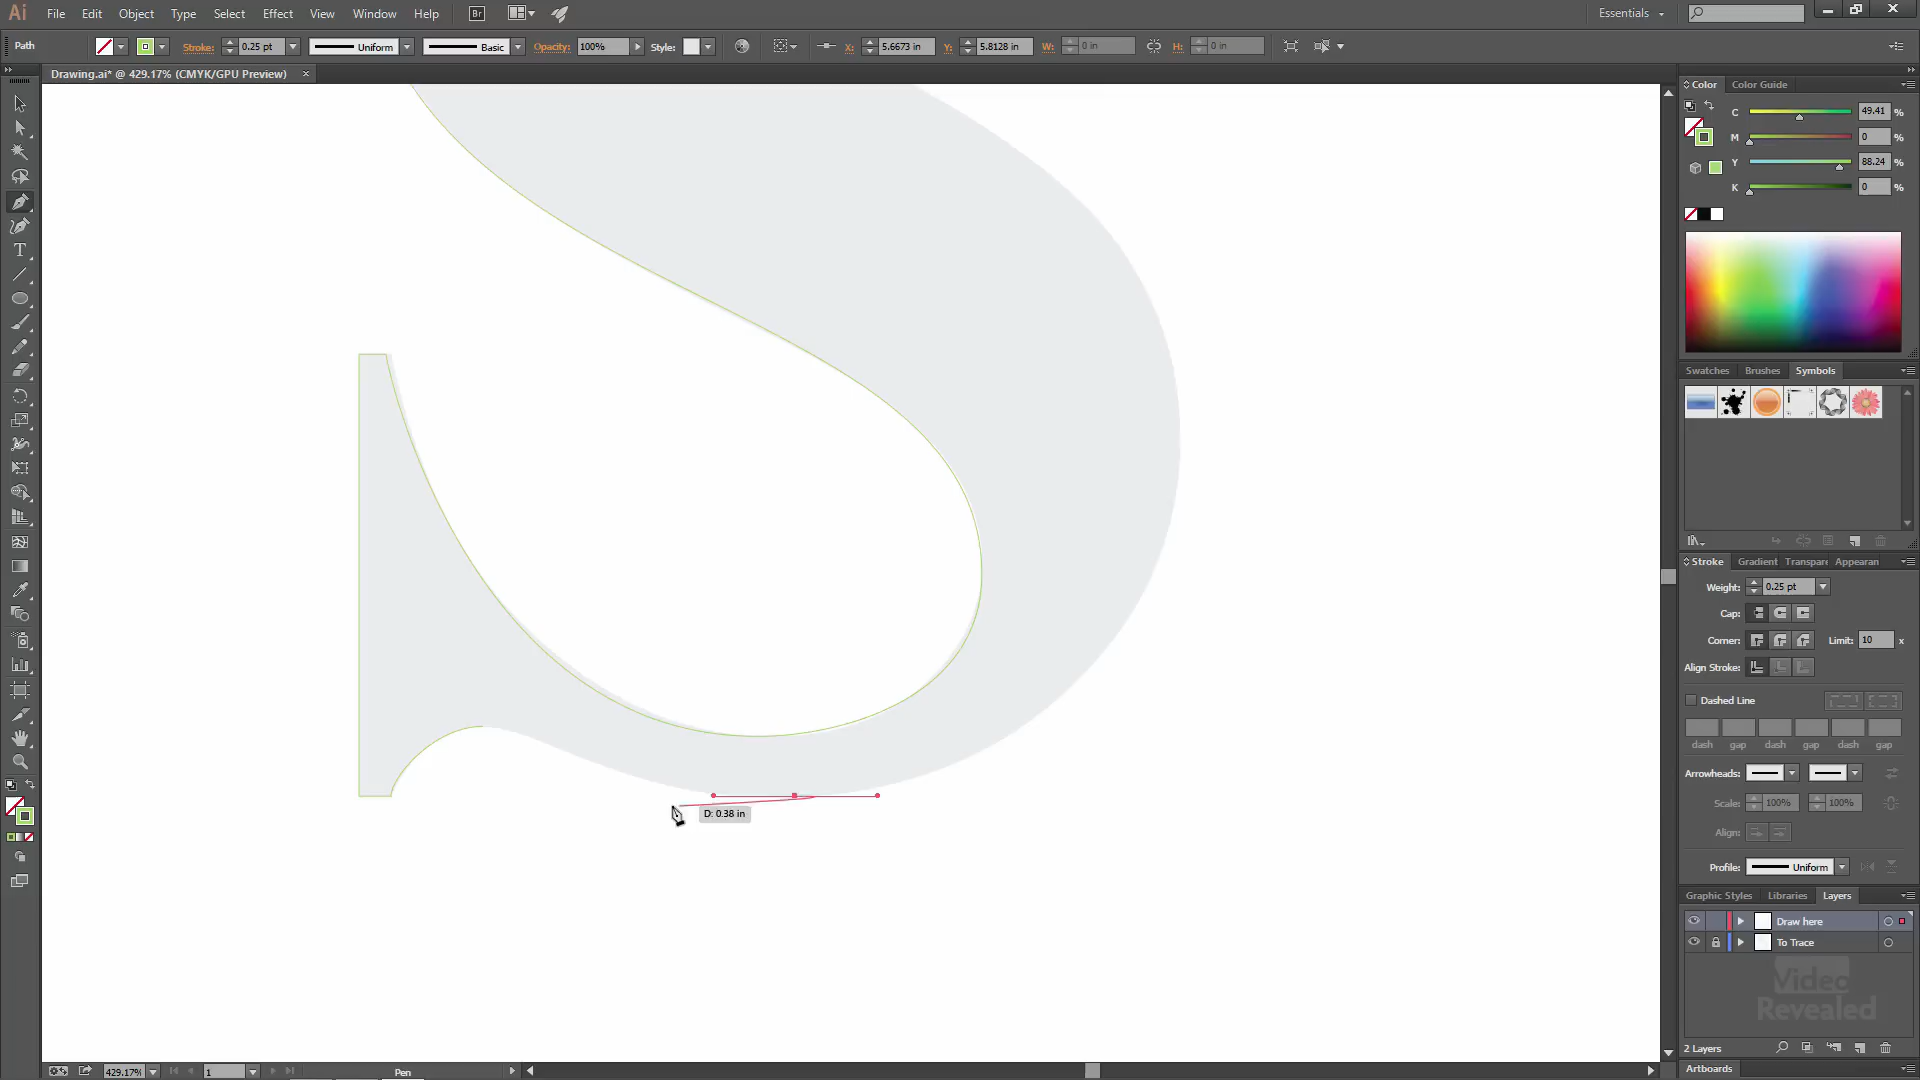 Ai File Edit Object Type Select Effect View Window Help Br Essentials
Path Stroke: 0.25 pt Uniform Basic Opacity: 100% Style: X: 5.6673 in Y: 5.8128 in W: 0 in H: 0 in
Drawing.ai* @ 429.17% (CMYK/GPU Preview) ×
Color Color Guide
C 49.41 %
M 0 %
Y 88.24 %
K 0 %
Swatches Brushes Symbols
Stroke Gradient Transpare Appearan
Weight: 0.25 pt
Cap:
Corner: Limit: 10 x
Align Stroke:
Dashed Line
dash gap dash gap dash gap
Arrowheads:
Scale: 100% 100%
Align:
Profile: Uniform
Graphic Styles Libraries Layers
Draw here
To Trace
Video
Revealed
2 Layers
Artboards
D: 0.38 in
429.17% 1 Pen